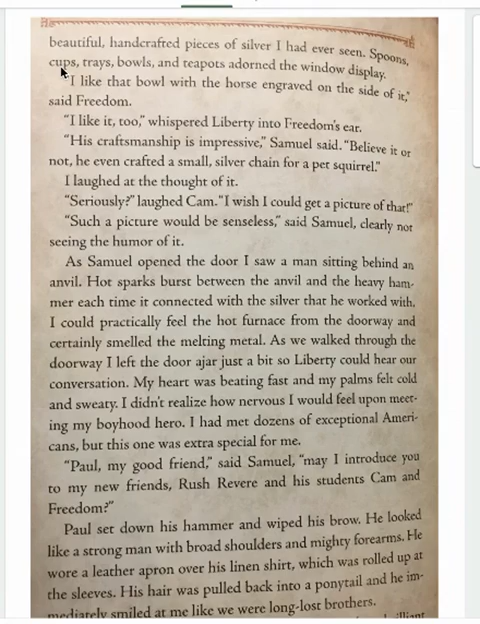 beautiful, handcrafted pieces of silver I had ever seen. Spoons,
cups, trays, bowls, and teapots adorned the window display.
"I like that bowl with the horse engraved on the side of it,"
said Freedom.
"I like it, too," whispered Liberty into Freedom's ear.
"His craftsmanship is impressive," Samuel said. "Believe it or
not, he even crafted a small, silver chain for a pet squirrel."
I laughed at the thought of it.
"Seriously?" laughed Cam. "I wish I could get a picture of that!"
"Such a picture would be senseless," said Samuel, clearly not
seeing the humor of it.
As Samuel opened the door I saw a man sitting behind an
anvil. Hot sparks burst between the anvil and the heavy ham-
mer each time it connected with the silver that he worked with.
I could practically feel the hot furnace from the doorway and
certainly smelled the melting metal. As we walked through the
doorway I left the door ajar just a bit so Liberty could hear our
conversation. My heart was beating fast and my palms felt cold
and sweaty. I didn't realize how nervous I would feel upon meet-
ing my boyhood hero. I had met dozens of exceptional Ameri-
cans, but this one was extra special for me.
"Paul, my good friend," said Samuel, "may I introduce you
to my new friends, Rush Revere and his students Cam and
Freedom?"
Paul set down his hammer and wiped his brow. He looked
like a strong man with broad shoulders and mighty forearms. He
wore a leather apron over his linen shirt, which was rolled up at
the sleeves. His hair was pulled back into a ponytail and he im-
mediately smiled at me like we were long-lost brothers.